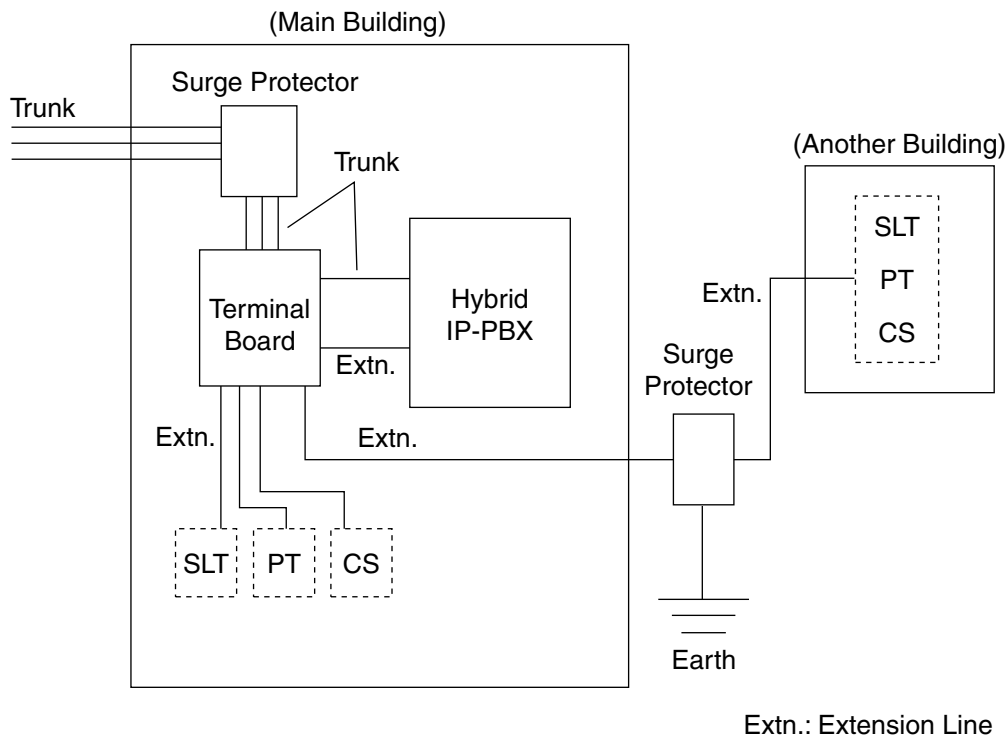 (Main Building)
Surge Protector
Trunk
Trunk
(Another Building)
SLT
PT
CS
Extn.
Terminal
Board
Hybrid
IP-PBX
Extn.
Surge
Protector
Extn.
Extn.
SLT
PT
CS
Earth
Extn.: Extension Line